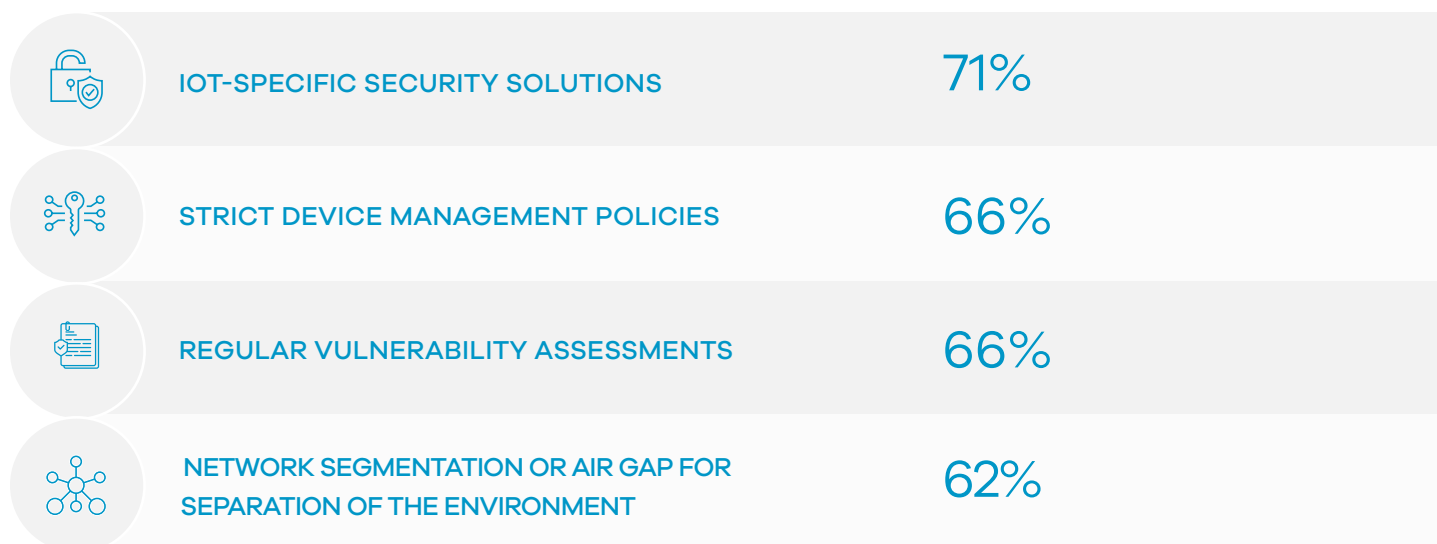 IOT-SPECIFIC SECURITY SOLUTIONS 71%
STRICT DEVICE MANAGEMENT POLICIES 66%
REGULAR VULNERABILITY ASSESSMENTS 66%
NETWORK SEGMENTATION OR AIR GAP FOR
SEPARATION OF THE ENVIRONMENT 62%